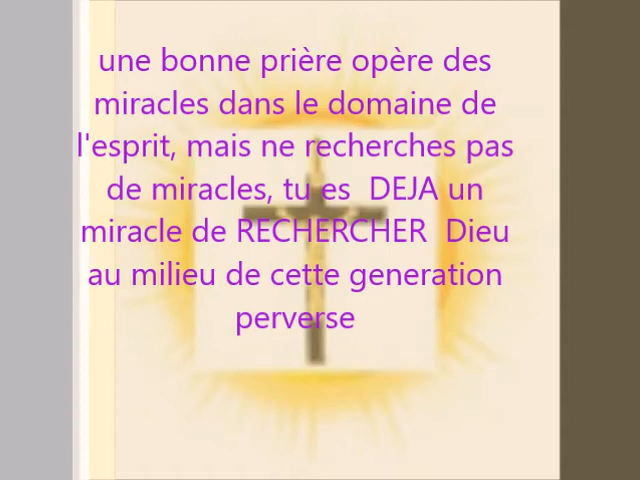 une bonne prière opère des
miracles dans le domaine de
l'esprit, mais ne recherches pas
de miracles, tu es DEJA un
miracle de RECHERCHER Dieu
au milieu de cette generation
perverse